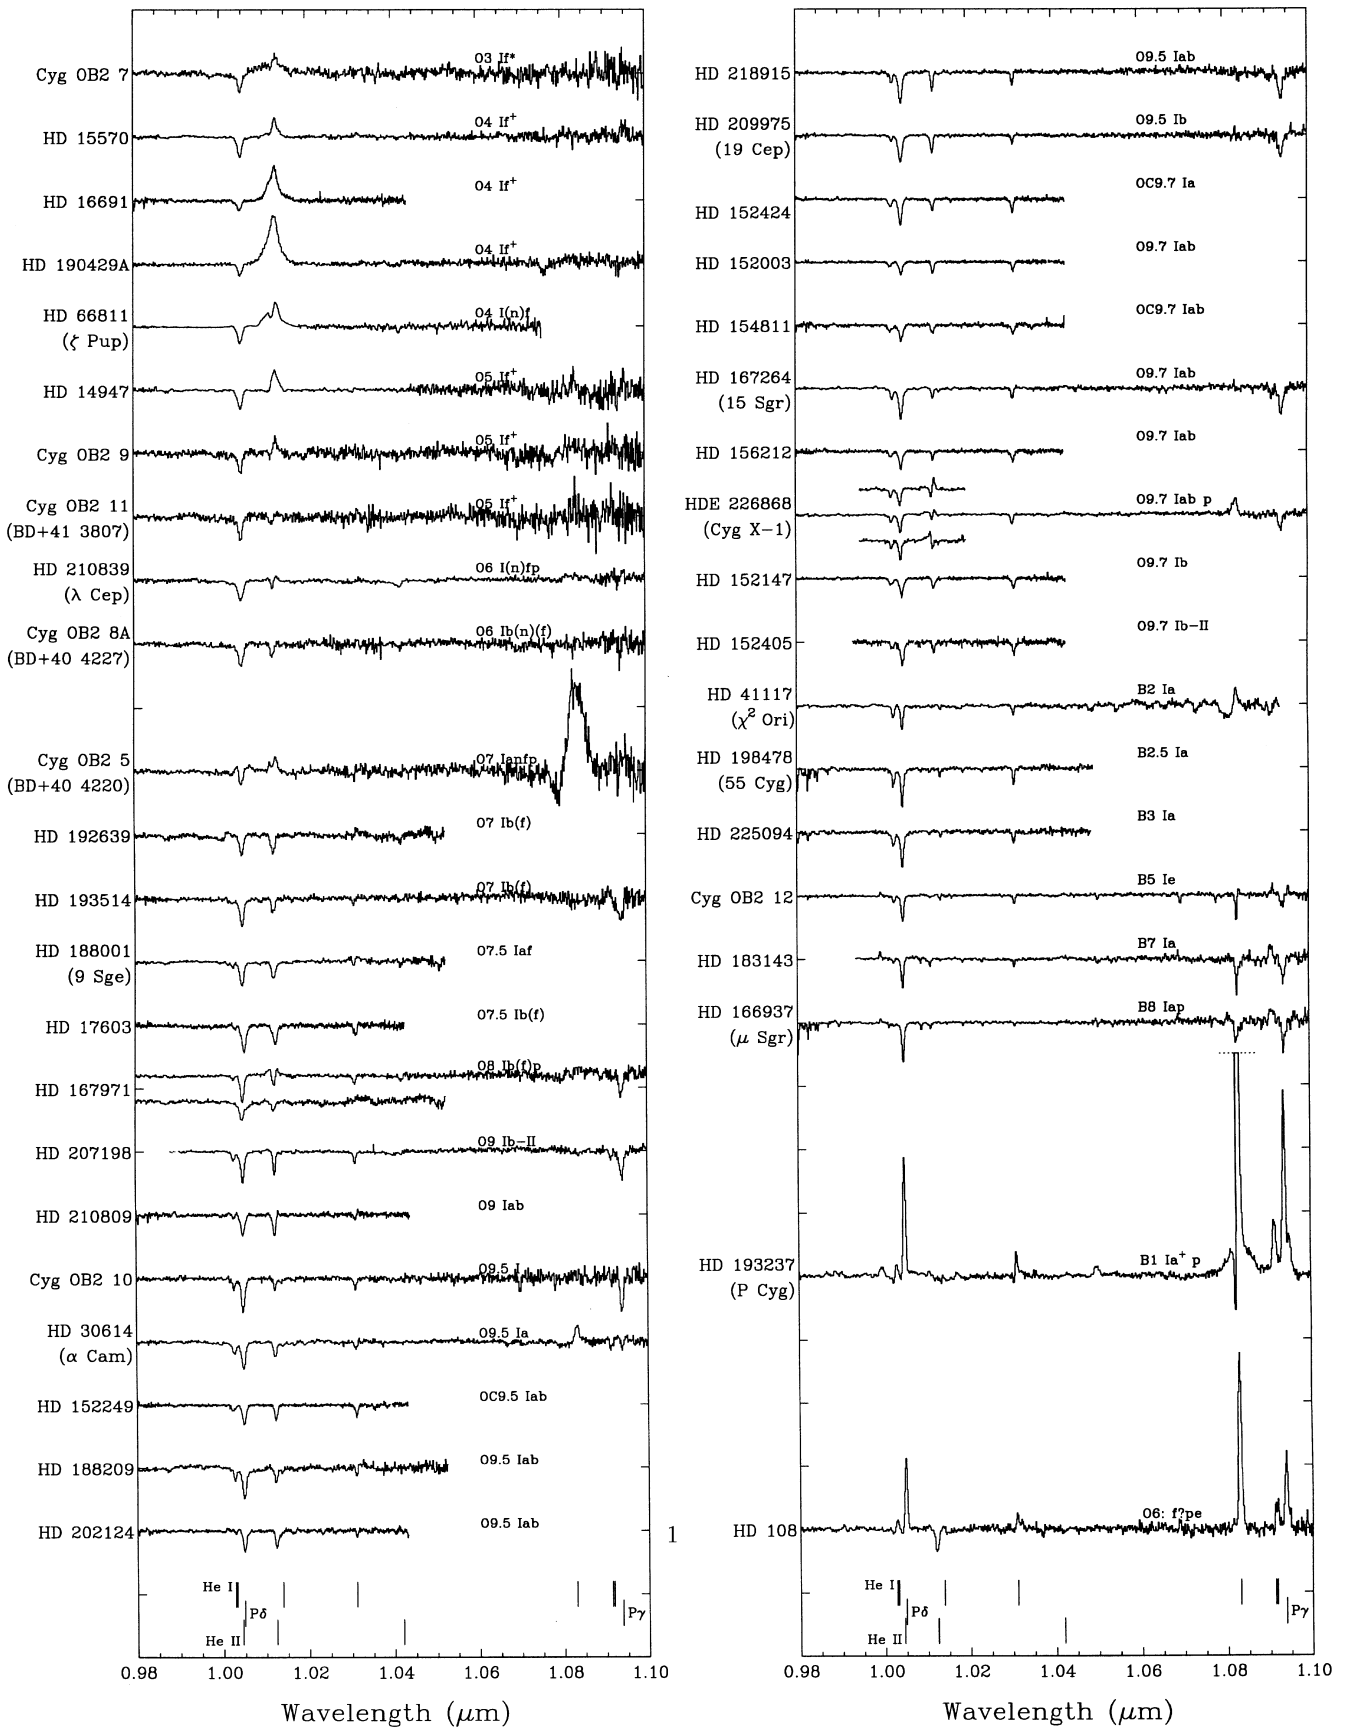 Cyg OB2 7 O3 If*
HD 15570 O4 If+
HD 16691 O4 If+
HD 190429A O4 If+
HD 66811 O4 I(n)f
(ζ Pup)
HD 14947 O5 If+
Cyg OB2 9 O5 If+
Cyg OB2 11 O5 If+
(BD+41 3807)
HD 210839 O6 I(n)fp
(λ Cep)
Cyg OB2 8A O6 Ib(n)(f)
(BD+40 4227)
Cyg OB2 5 O7 Ianfp
(BD+40 4220)
HD 192639 O7 Ib(f)
HD 193514 O7 Ib(f)
HD 188001 O7.5 Iaf
(9 Sge)
HD 17603 O7.5 Ib(f)
HD 167971 O8 Ib(f)p
HD 207198 O9 Ib-II
HD 210809 O9 Iab
Cyg OB2 10 O9.5 I
HD 30614 O9.5 Ia
(α Cam)
HD 152249 OC9.5 Iab
HD 188209 O9.5 Iab
HD 202124 O9.5 Iab
He I
Pδ Pγ
He II
0.98 1.00 1.02 1.04 1.06 1.08 1.10
Wavelength (μm)
1
HD 218915 O9.5 Iab
HD 209975 O9.5 Ib
(19 Cep)
HD 152424 OC9.7 Ia
HD 152003 O9.7 Iab
HD 154811 OC9.7 Iab
HD 167264 O9.7 Iab
(15 Sgr)
HD 156212 O9.7 Iab
HDE 226868 O9.7 Iab p
(Cyg X-1)
HD 152147 O9.7 Ib
HD 152405 O9.7 Ib-II
HD 41117 B2 Ia
(χ2 Ori)
HD 198478 B2.5 Ia
(55 Cyg)
HD 225094 B3 Ia
Cyg OB2 12 B5 Ie
HD 183143 B7 Ia
HD 166937 B8 Iap
(μ Sgr)
HD 193237 B1 Ia+ p
(P Cyg)
HD 108 O6: f?pe
He I
Pδ Pγ
He II
0.98 1.00 1.02 1.04 1.06 1.08 1.10
Wavelength (μm)